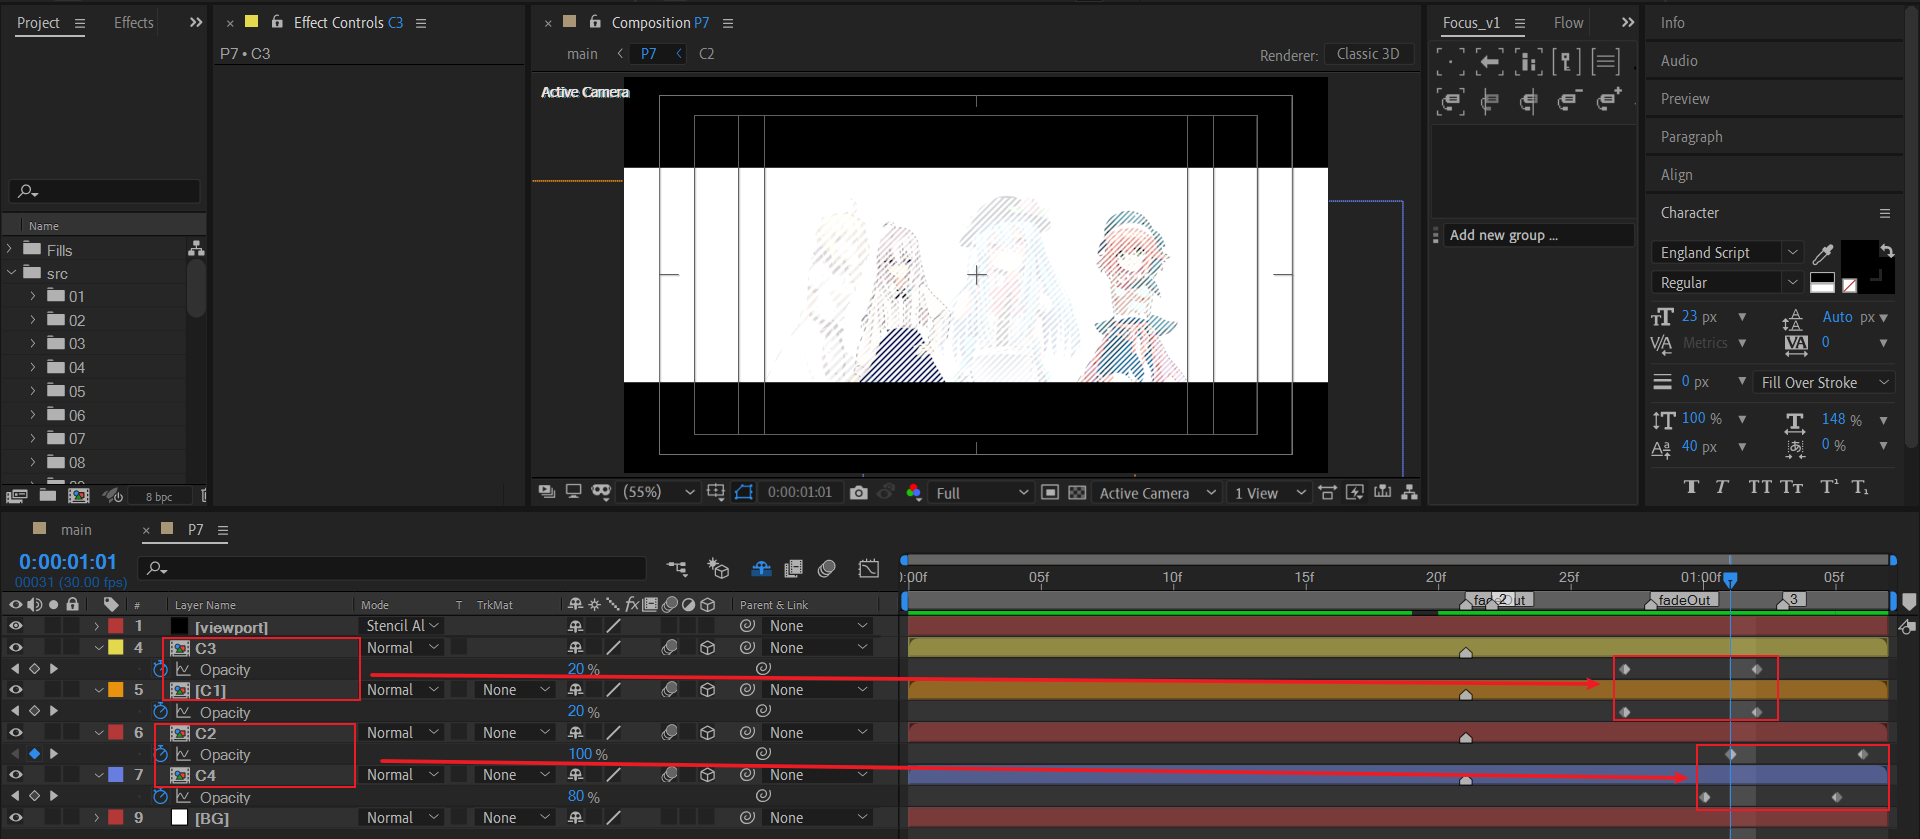 Project
Effects
Effect Controls C3
Composition P7
Focus_v1
Flow
Info
P7 • C3
main
P7
C2
Renderer:
Classic 3D
Audio
Active Camera
Preview
Paragraph
Align
Name
Character
Add new group ...
Fills
England Script
src
Regular
01
02
03
04
05
06
07
08
23 px
Auto px
Metrics
0
0 px
Fill Over Stroke
100 %
148 %
40 px
0 %
8 bpc
(55%)
0:00:01:01
Full
Active Camera
1 View
main
P7
0:00:01:01
00031 (30.00 fps)
:00f
05f
10f
15f
20f
25f
01:00f
05f
#
Layer Name
Mode
T
TrkMat
fx
Parent & Link
2
fadeOut
3
1
[viewport]
Stencil Al
None
4
C3
Normal
None
Opacity
20 %
5
[C1]
Normal
None
None
Opacity
20 %
6
C2
Normal
None
None
Opacity
100 %
7
C4
Normal
None
None
Opacity
80 %
9
[BG]
Normal
None
None